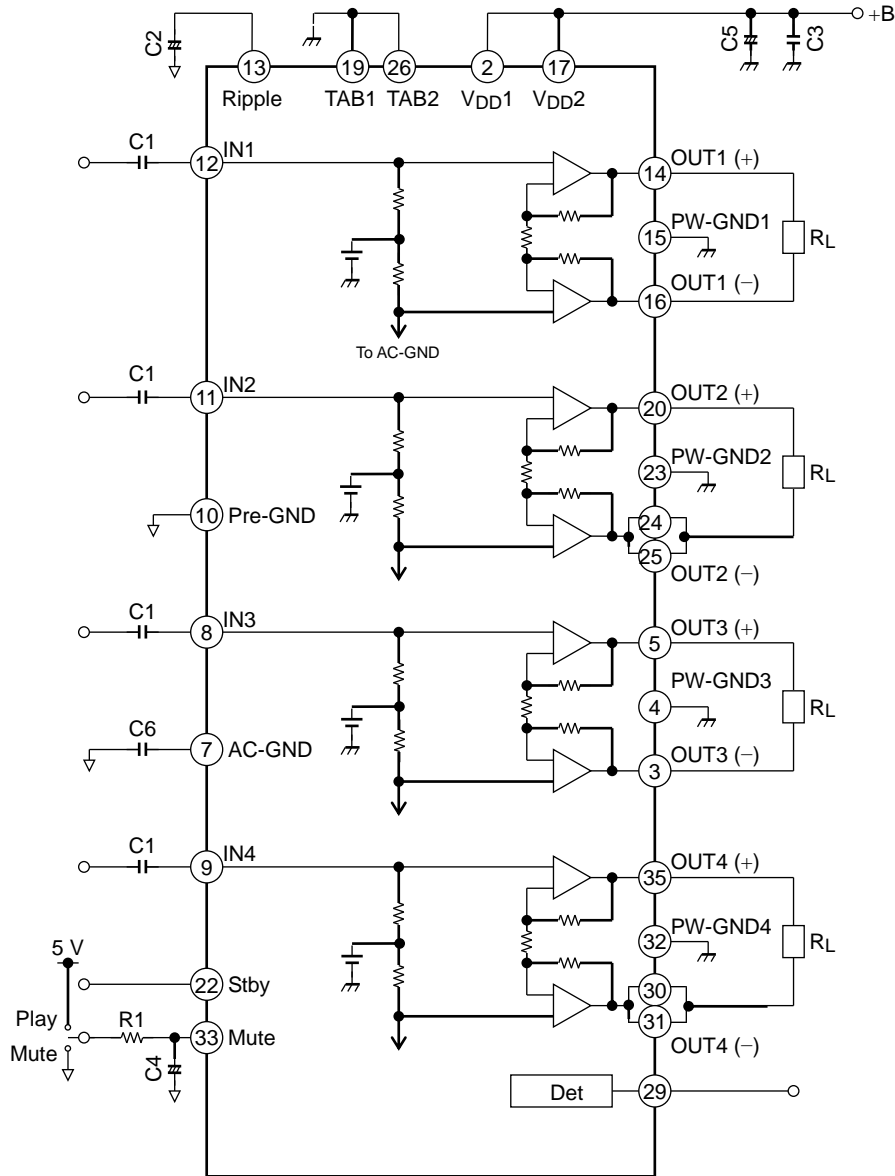 C2
C5
C3
+B
13
19
26
2
17
Ripple
TAB1
TAB2
VDD1
VDD2
C1
12
IN1
14
OUT1 (+)
15
PW-GND1
RL
16
OUT1 (−)
To AC-GND
C1
11
IN2
20
OUT2 (+)
23
PW-GND2
RL
10
Pre-GND
24
25
OUT2 (−)
C1
8
IN3
5
OUT3 (+)
4
PW-GND3
RL
C6
7
AC-GND
3
OUT3 (−)
C1
9
IN4
35
OUT4 (+)
32
PW-GND4
RL
5 V
22
Stby
30
31
OUT4 (−)
Play
Mute
R1
C4
33
Mute
Det
29